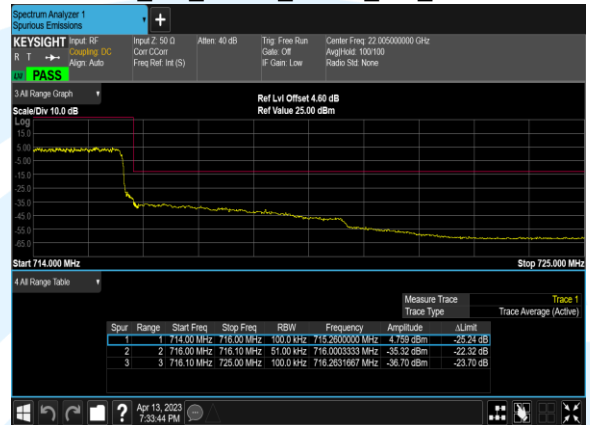 Spectrum Analyzer 1
Spurious Emissions
KEYSIGHT Input: RF Input Z: 50 Ω Atten: 40 dB Trig: Free Run Center Freq: 22.005000000 GHz
R T Coupling: DC Corr CCorr Gate: Off Avg|Hold: 100/100
Align: Auto Freq Ref: Int (S) IF Gain: Low Radio Std: None
PASS
3 All Range Graph
Ref Lvl Offset 4.60 dB
Scale/Div 10.0 dB Ref Value 25.00 dBm
Log
15.0
5.00
-5.00
-15.0
-25.0
-35.0
-45.0
-55.0
-65.0
Start 714.000 MHz Stop 725.000 MHz
4 All Range Table
Measure Trace Trace 1
Trace Type Trace Average (Active)
Spur Range Start Freq Stop Freq RBW Frequency Amplitude ΔLimit
1 1 714.00 MHz 716.00 MHz 100.0 kHz 715.2600000 MHz 4.759 dBm -25.24 dB
2 2 716.00 MHz 716.10 MHz 51.00 kHz 716.0003333 MHz -35.32 dBm -22.32 dB
3 3 716.10 MHz 725.00 MHz 100.0 kHz 716.2631667 MHz -36.70 dBm -23.70 dB
Apr 13, 2023
7:33:44 PM